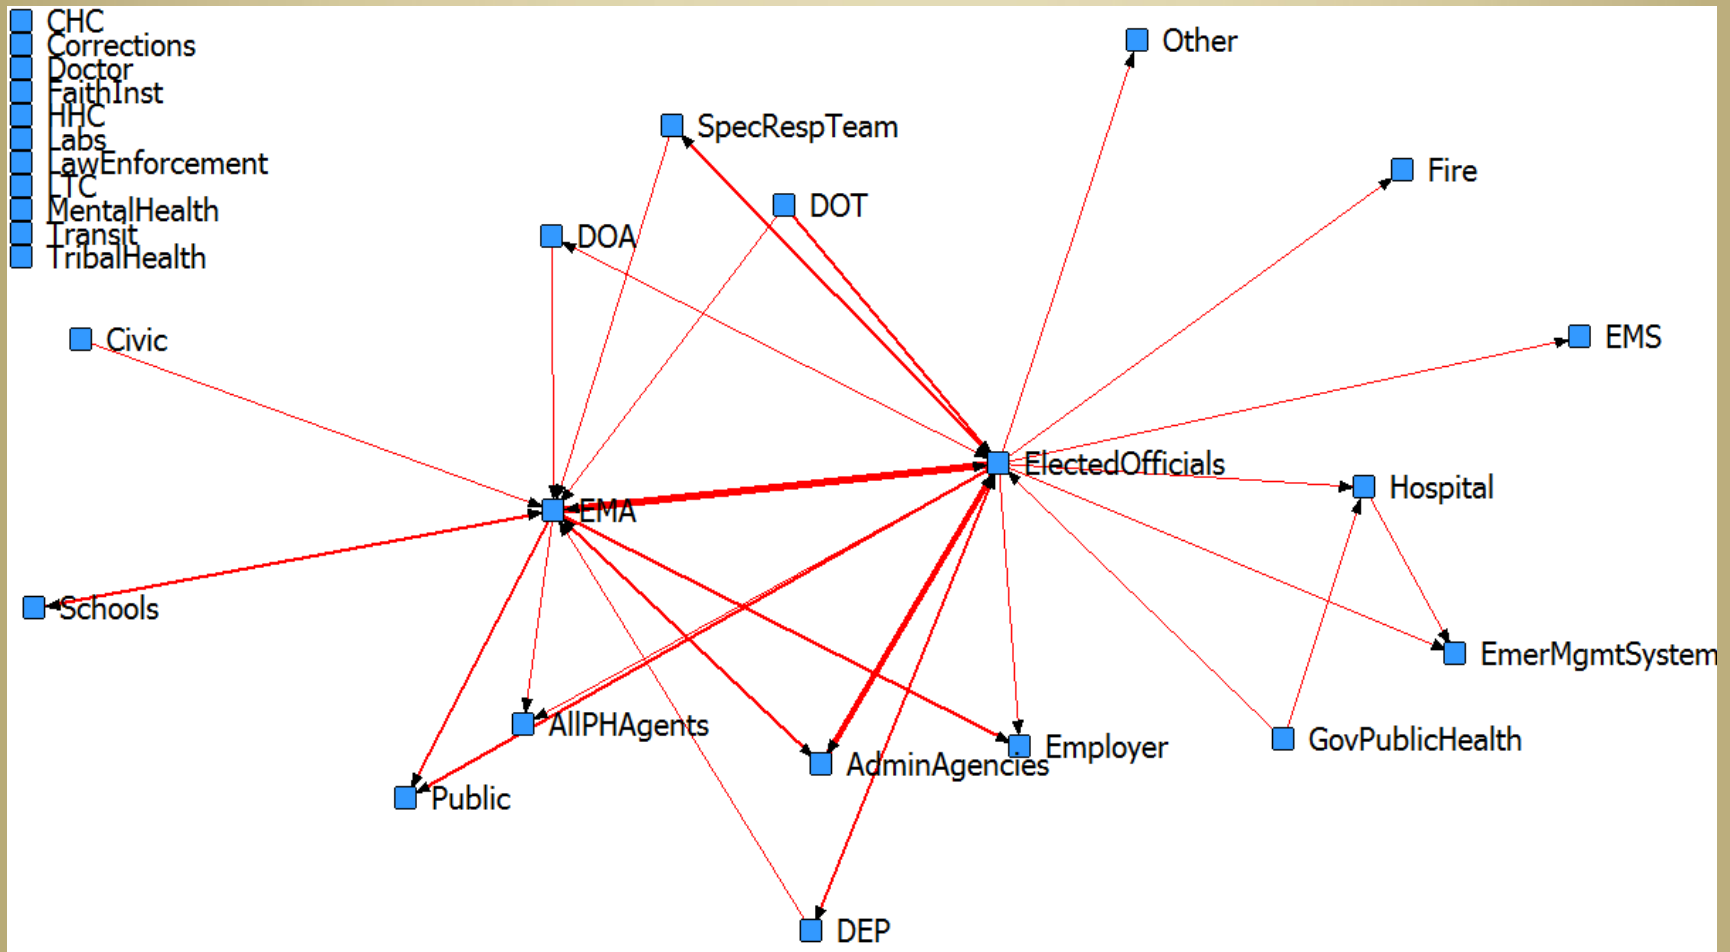 CHC
Corrections
Doctor
FaithInst
HHC
Labs
LawEnforcement
LTC
MentalHealth
Transit
TribalHealth
Other
SpecRespTeam
Fire
DOT
DOA
Civic
EMS
ElectedOfficials
Hospital
EMA
Schools
EmerMgmtSystem
AllPHAgents
GovPublicHealth
Employer
AdminAgencies
Public
DEP